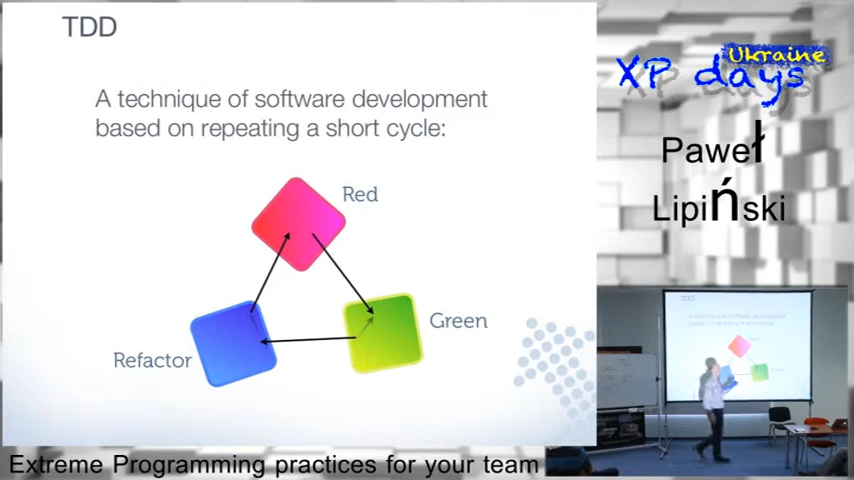 TDD
A technique of software development
based on repeating a short cycle:
Red
Green
Refactor
Ukraine
XP days
Paweł
Lipiński
TDD
Extreme Programming practices for your team